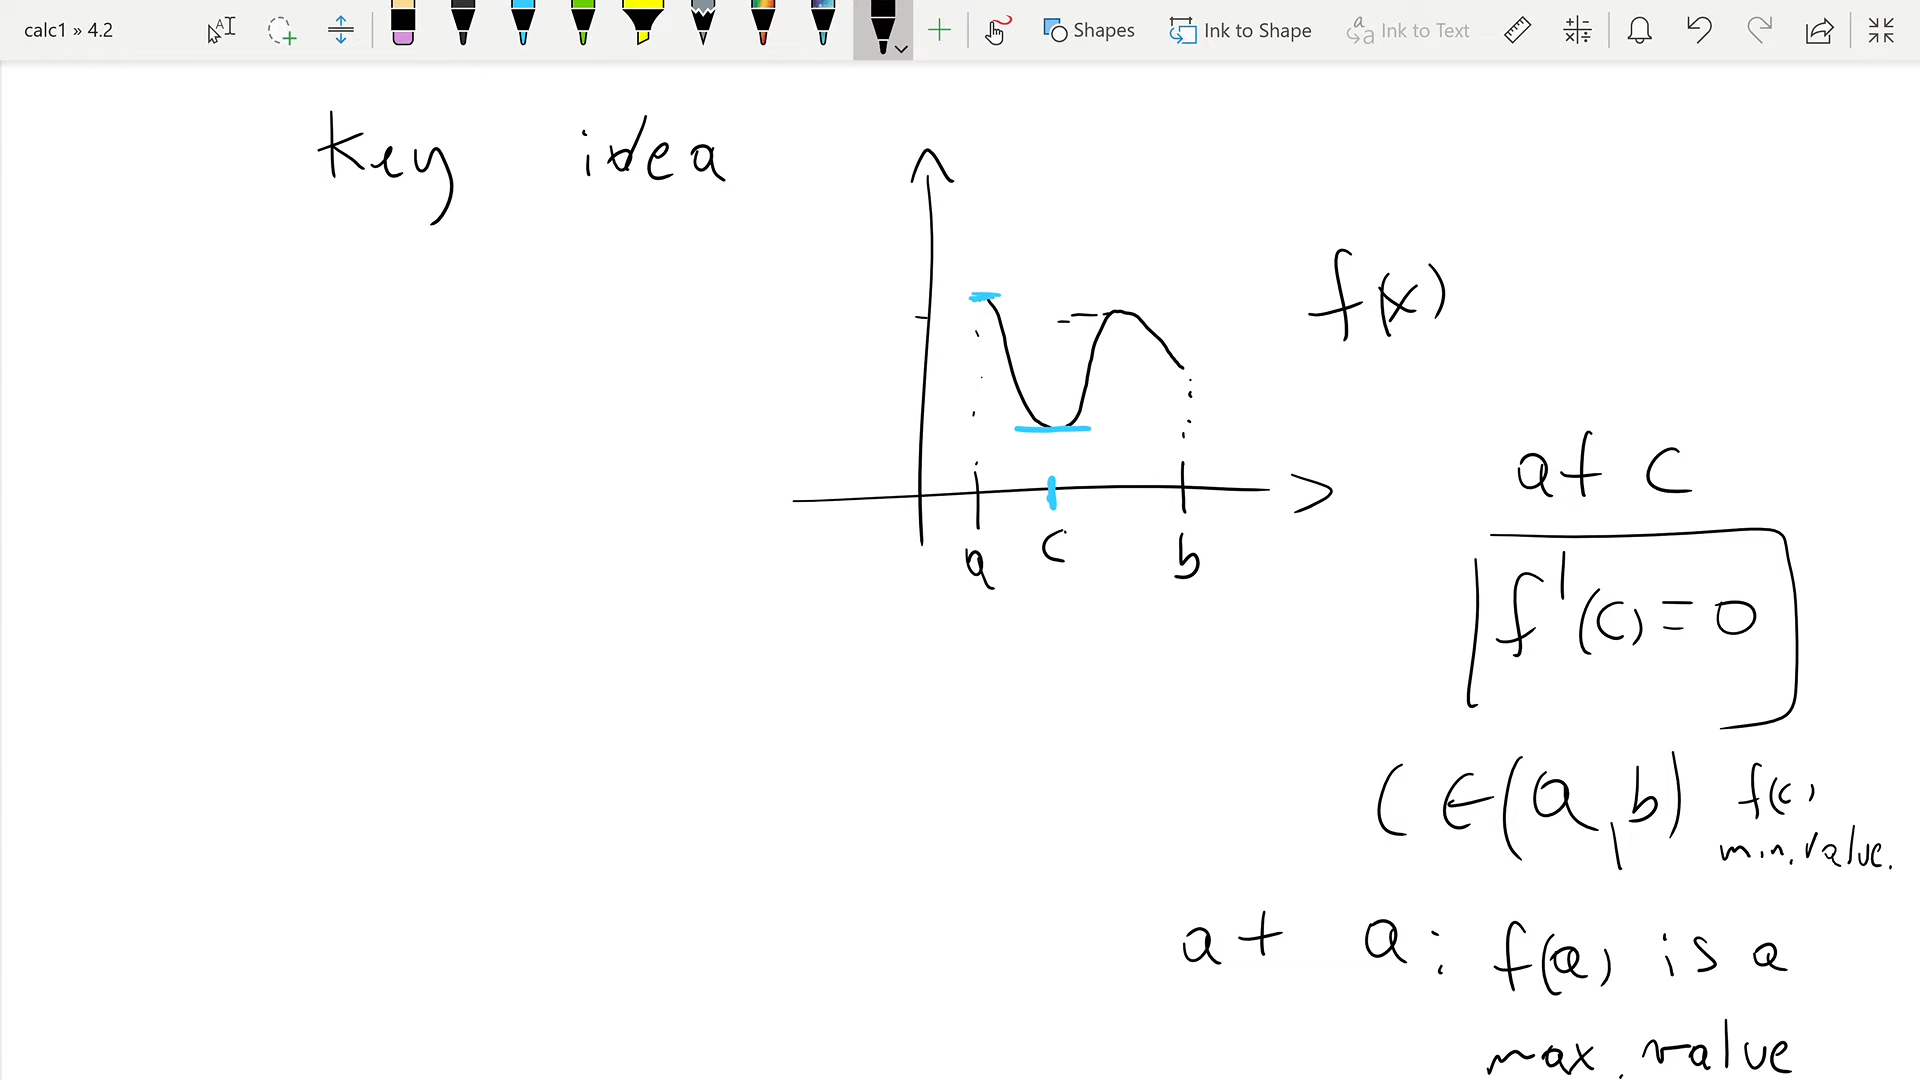 calc1 » 4.2
Shapes
Ink to Shape
Ink to Text
key idea
f(x)
a c b
at c
f'(c) = 0
c ∈ (a, b) f(c)
min. value.
at a: f(a) is a
max. value